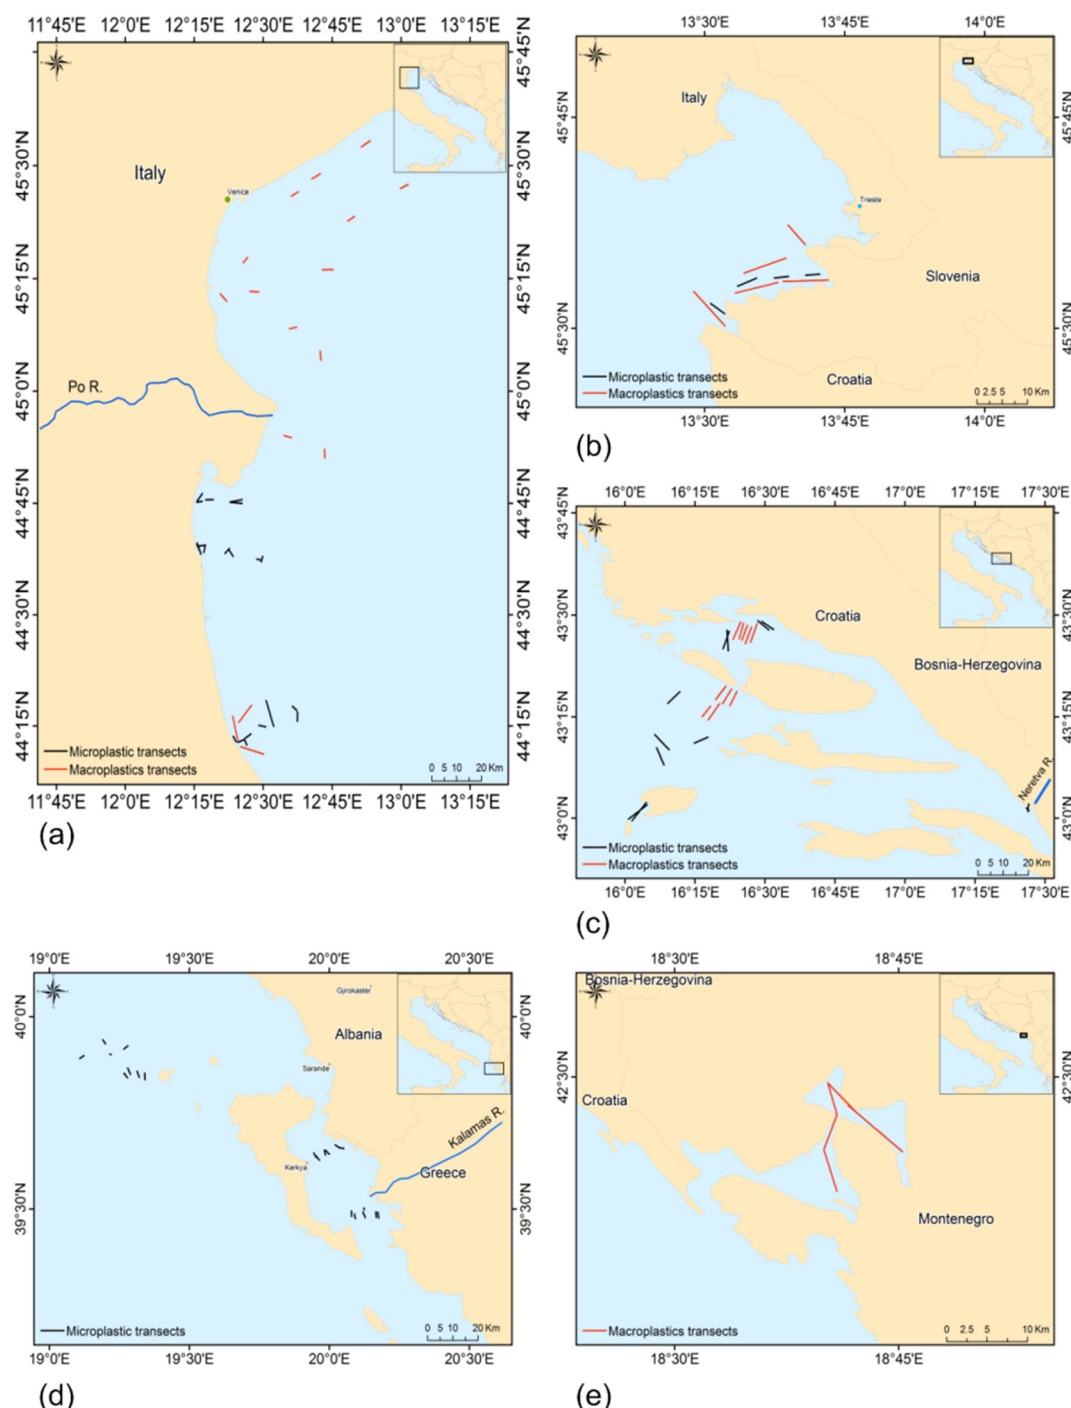 11°45'E 12°0'E 12°15'E 12°30'E 12°45'E 13°0'E 13°15'E
45°45'N 45°45'N
45°30'N 45°30'N
Italy
Venice
45°15'N 45°15'N
Po R.
45°0'N 45°0'N
44°45'N 44°45'N
44°30'N 44°30'N
44°15'N 44°15'N
Microplastic transects
Macroplastics transects
0 5 10 20 Km
11°45'E 12°0'E 12°15'E 12°30'E 12°45'E 13°0'E 13°15'E
(a)
13°30'E 13°45'E 14°0'E
Italy
45°45'N 45°45'N
Trieste
Slovenia
45°30'N 45°30'N
Croatia
Microplastic transects
Macroplastics transects
0 2.5 5 10 Km
13°30'E 13°45'E 14°0'E
(b)
16°0'E 16°15'E 16°30'E 16°45'E 17°0'E 17°15'E 17°30'E
43°45'N 43°45'N
43°30'N 43°30'N
Croatia
Bosnia-Herzegovina
43°15'N 43°15'N
Neretva R.
43°0'N 43°0'N
Microplastic transects
Macroplastics transects
0 5 10 20 Km
16°0'E 16°15'E 16°30'E 16°45'E 17°0'E 17°15'E 17°30'E
(c)
19°0'E 19°30'E 20°0'E 20°30'E
Gjirokaster
40°0'N 40°0'N
Albania
Sarande
Kalamas R.
Kerkya
Greece
39°30'N 39°30'N
Microplastic transects
0 5 10 20 Km
19°0'E 19°30'E 20°0'E 20°30'E
(d)
18°30'E 18°45'E
Bosnia-Herzegovina
42°30'N 42°30'N
Croatia
Montenegro
Macroplastics transects
0 2.5 5 10 Km
18°30'E 18°45'E
(e)